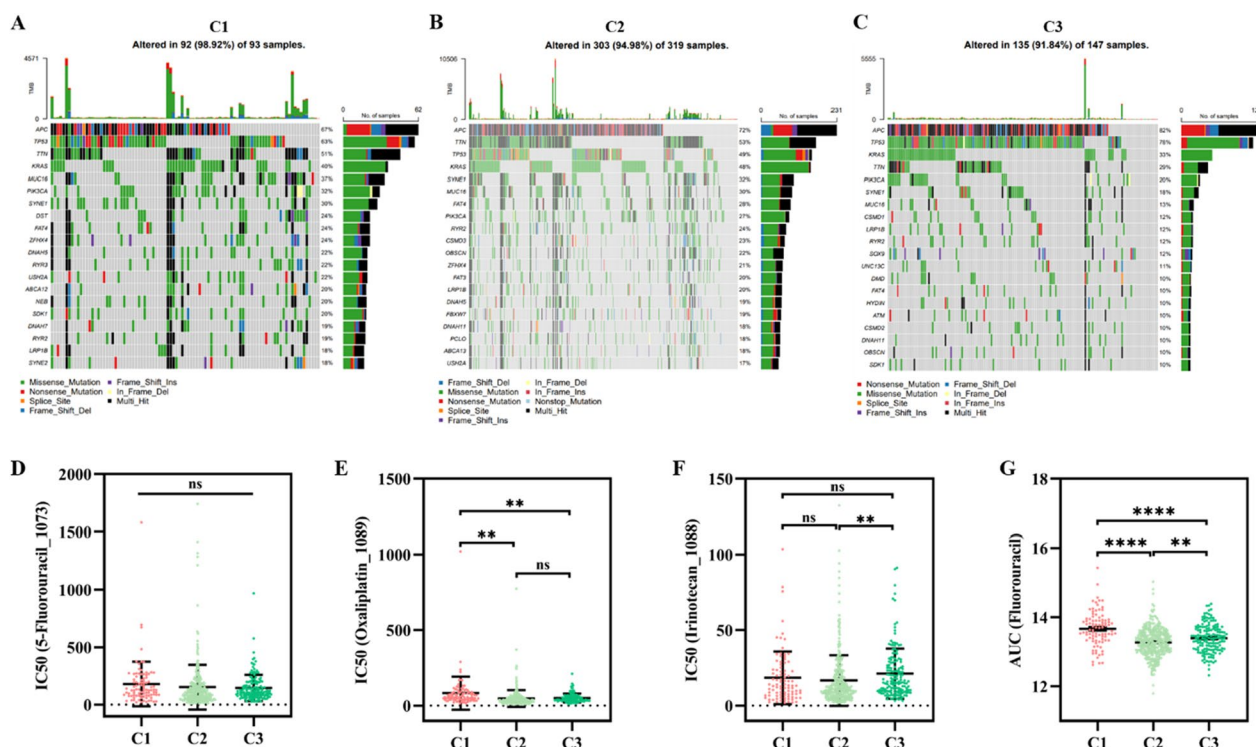 A
C1
Altered in 92 (98.92%) of 93 samples.
4571
TMB
0
0
62
No. of samples
APC 67%
TP53 63%
TTN 51%
KRAS 40%
MUC16 37%
PIK3CA 32%
SYNE1 30%
DST 24%
FAT4 24%
ZFHX4 24%
DNAH5 22%
RYR3 22%
USH2A 22%
ABCA12 20%
NEB 20%
SDK1 20%
DNAH7 19%
RYR2 19%
LRP1B 18%
SYNE2 18%
Missense_Mutation
Nonsense_Mutation
Splice_Site
Frame_Shift_Del
Frame_Shift_Ins
In_Frame_Del
Multi_Hit
B
C2
Altered in 303 (94.98%) of 319 samples.
10506
TMB
0
0
231
No. of samples
APC 72%
TTN 53%
TP53 49%
KRAS 48%
SYNE1 32%
MUC16 30%
FAT4 28%
PIK3CA 27%
RYR2 24%
CSMD3 23%
OBSCN 22%
ZFHX4 21%
FAT3 20%
LRP1B 20%
DNAH5 19%
FBXW7 19%
DNAH11 18%
PCLO 18%
ABCA13 18%
USH2A 17%
Frame_Shift_Del
Missense_Mutation
Nonsense_Mutation
Splice_Site
Frame_Shift_Ins
In_Frame_Del
In_Frame_Ins
Nonstop_Mutation
Multi_Hit
C
C3
Altered in 135 (91.84%) of 147 samples.
5555
TMB
0
0
No. of samples
APC 82%
TP53 78%
KRAS 33%
TTN 29%
PIK3CA 20%
SYNE1 18%
MUC16 13%
CSMD1 12%
LRP1B 12%
RYR2 12%
SOX9 12%
UNC13C 11%
DMD 10%
FAT4 10%
HYDIN 10%
ATM 10%
CSMD2 10%
DNAH11 10%
OBSCN 10%
SDK1 10%
Nonsense_Mutation
Missense_Mutation
Splice_Site
Frame_Shift_Ins
Frame_Shift_Del
In_Frame_Del
In_Frame_Ins
Multi_Hit
D
IC50 (5-Fluorouracil_1073)
2000
1500
1000
500
0
ns
C1 C2 C3
E
IC50 (Oxaliplatin_1089)
1500
1000
500
0
**
**
ns
C1 C2 C3
F
IC50 (Irinotecan_1088)
150
100
50
0
ns
ns **
C1 C2 C3
G
AUC (Fluorouracil)
18
16
14
12
****
**** **
C1 C2 C3